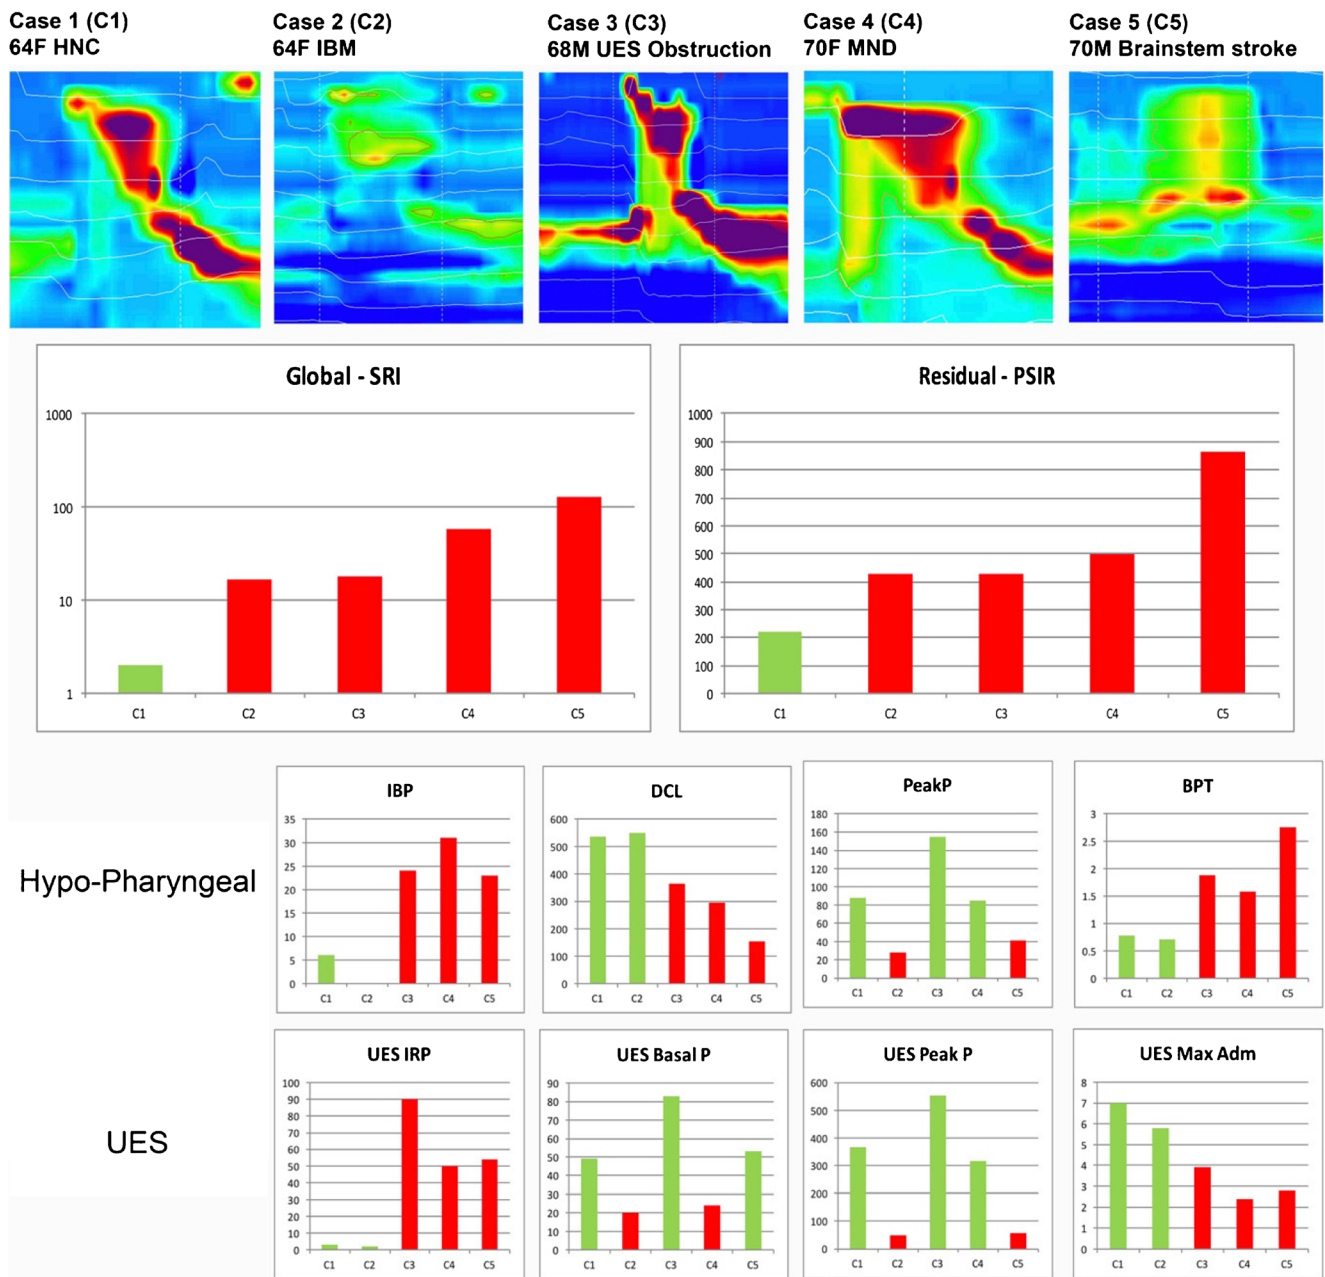 Case 1 (C1)
64F HNC
Case 2 (C2)
64F IBM
Case 3 (C3)
68M UES Obstruction
Case 4 (C4)
70F MND
Case 5 (C5)
70M Brainstem stroke
Global - SRI
1000
100
10
1
C1 C2 C3 C4 C5
Residual - PSIR
1000
900
800
700
600
500
400
300
200
100
0
C1 C2 C3 C4 C5
Hypo-Pharyngeal
IBP
35
30
25
20
15
10
5
0
C1 C2 C3 C4 C5
DCL
600
500
400
300
200
100
0
C1 C2 C3 C4 C5
PeakP
180
160
140
120
100
80
60
40
20
0
C1 C2 C3 C4 C5
BPT
3
2.5
2
1.5
1
0.5
0
C1 C2 C3 C4 C5
UES
UES IRP
100
90
80
70
60
50
40
30
20
10
0
C1 C2 C3 C4 C5
UES Basal P
90
80
70
60
50
40
30
20
10
0
C1 C2 C3 C4 C5
UES Peak P
600
500
400
300
200
100
0
C1 C2 C3 C4 C5
UES Max Adm
8
7
6
5
4
3
2
1
0
C1 C2 C3 C4 C5